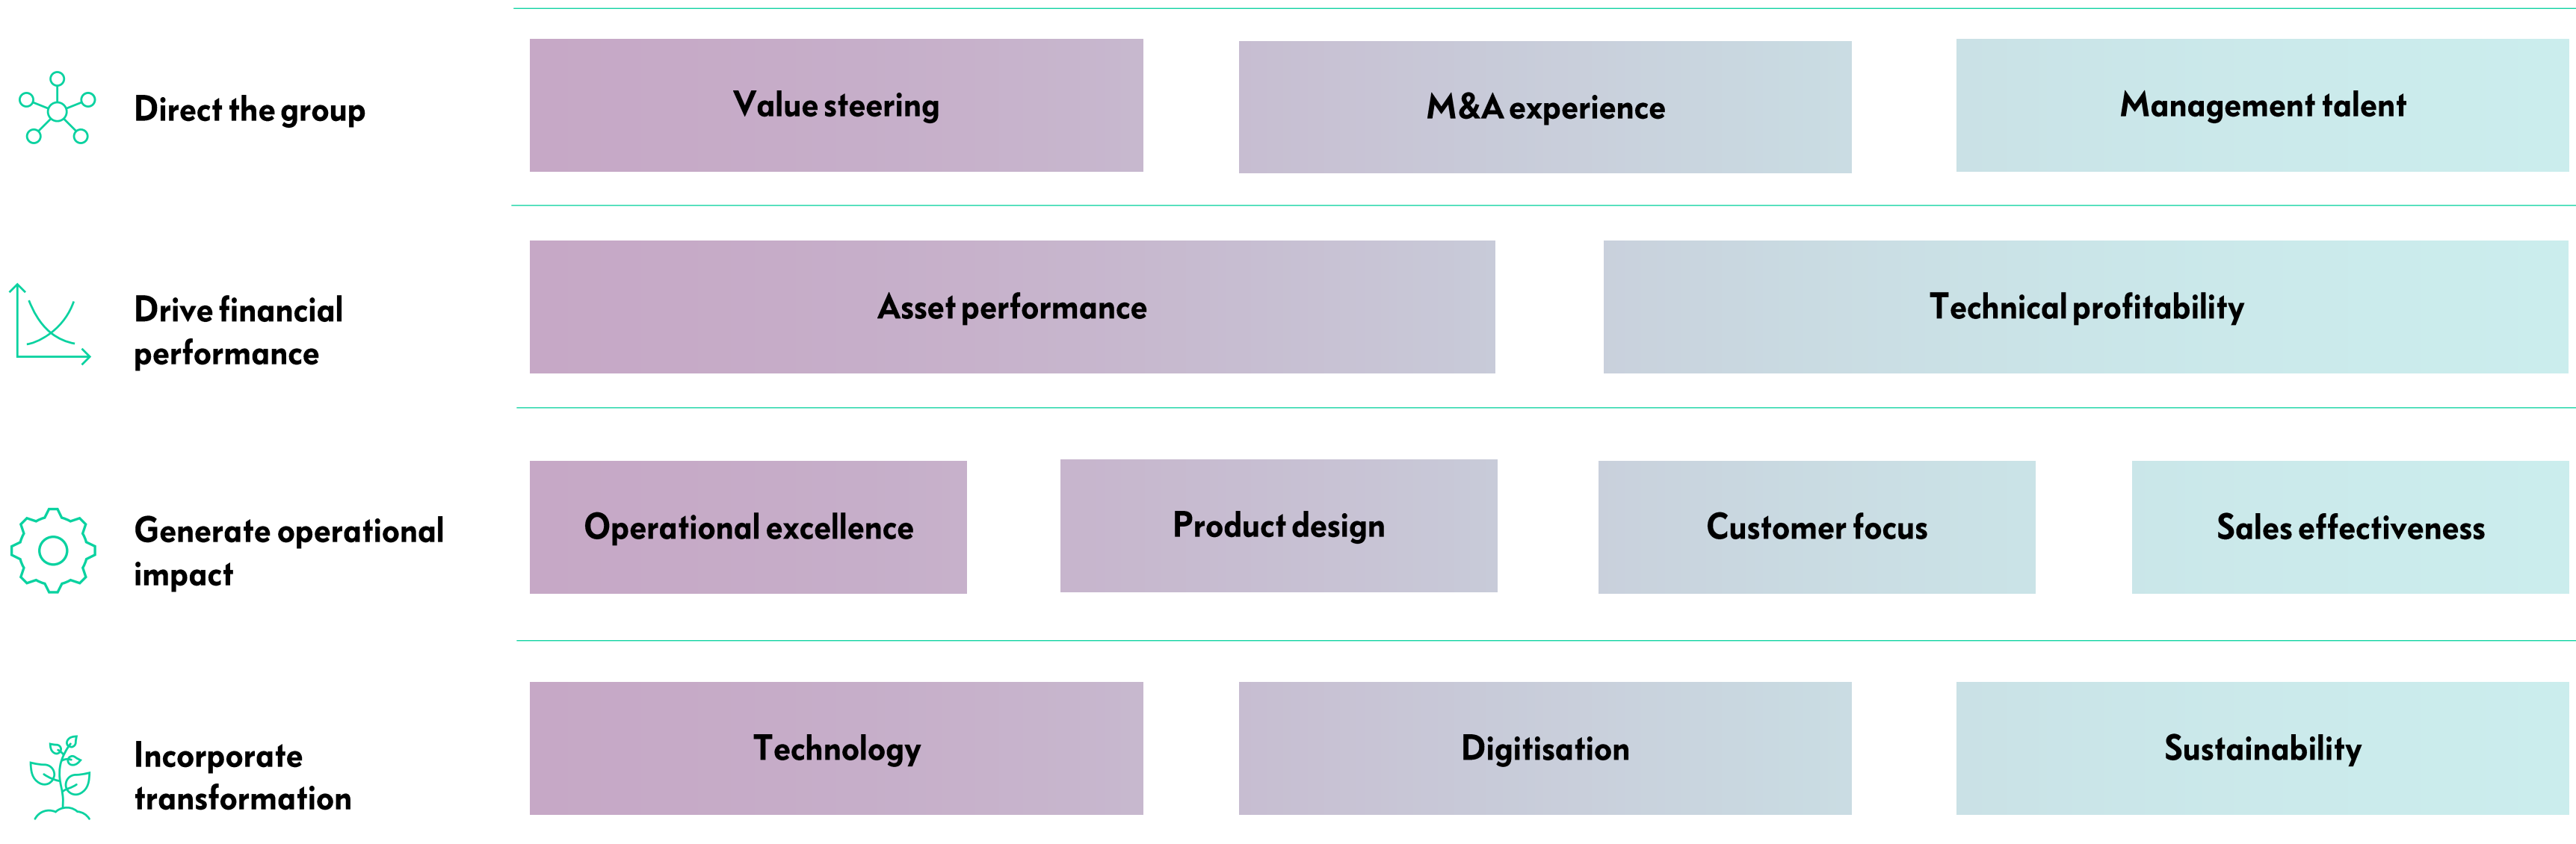 Direct the group
Value steering
M&A experience
Management talent
Drive financial
performance
Asset performance
Technical profitability
Generate operational
impact
Operational excellence
Product design
Customer focus
Sales effectiveness
Incorporate
transformation
Technology
Digitisation
Sustainability